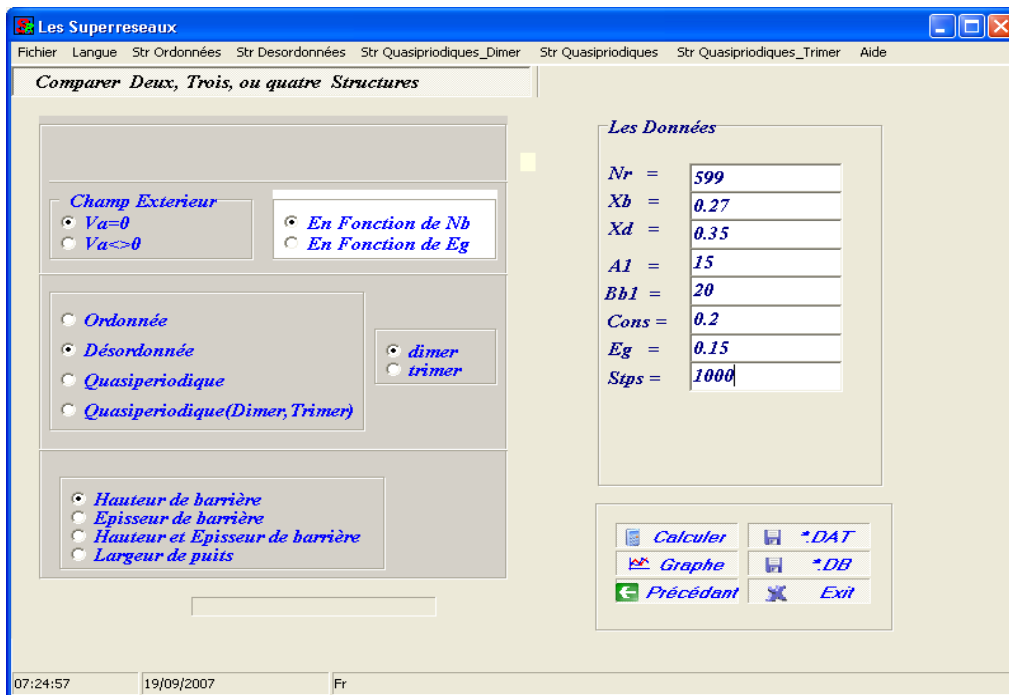 Les Superreseaux
Fichier Langue Str Ordonnées Str Desordonnées Str Quasipriodiques_Dimer Str Quasipriodiques Str Quasipriodiques_Trimer Aide
Comparer Deux, Trois, ou quatre Structures
Champ Exterieur
Va=0
Va<>0
En Fonction de Nb
En Fonction de Eg
Ordonnée
Désordonnée
Quasiperiodique
Quasiperiodique(Dimer,Trimer)
dimer
trimer
Hauteur de barrière
Episseur de barrière
Hauteur et Episseur de barrière
Largeur de puits
Les Données
Nr = 599
Xb = 0.27
Xd = 0.35
A1 = 15
Bb1 = 20
Cons = 0.2
Eg = 0.15
Stps = 1000
Calculer *.DAT
Graphe *.DB
Précédant Exit
07:24:57 19/09/2007 Fr